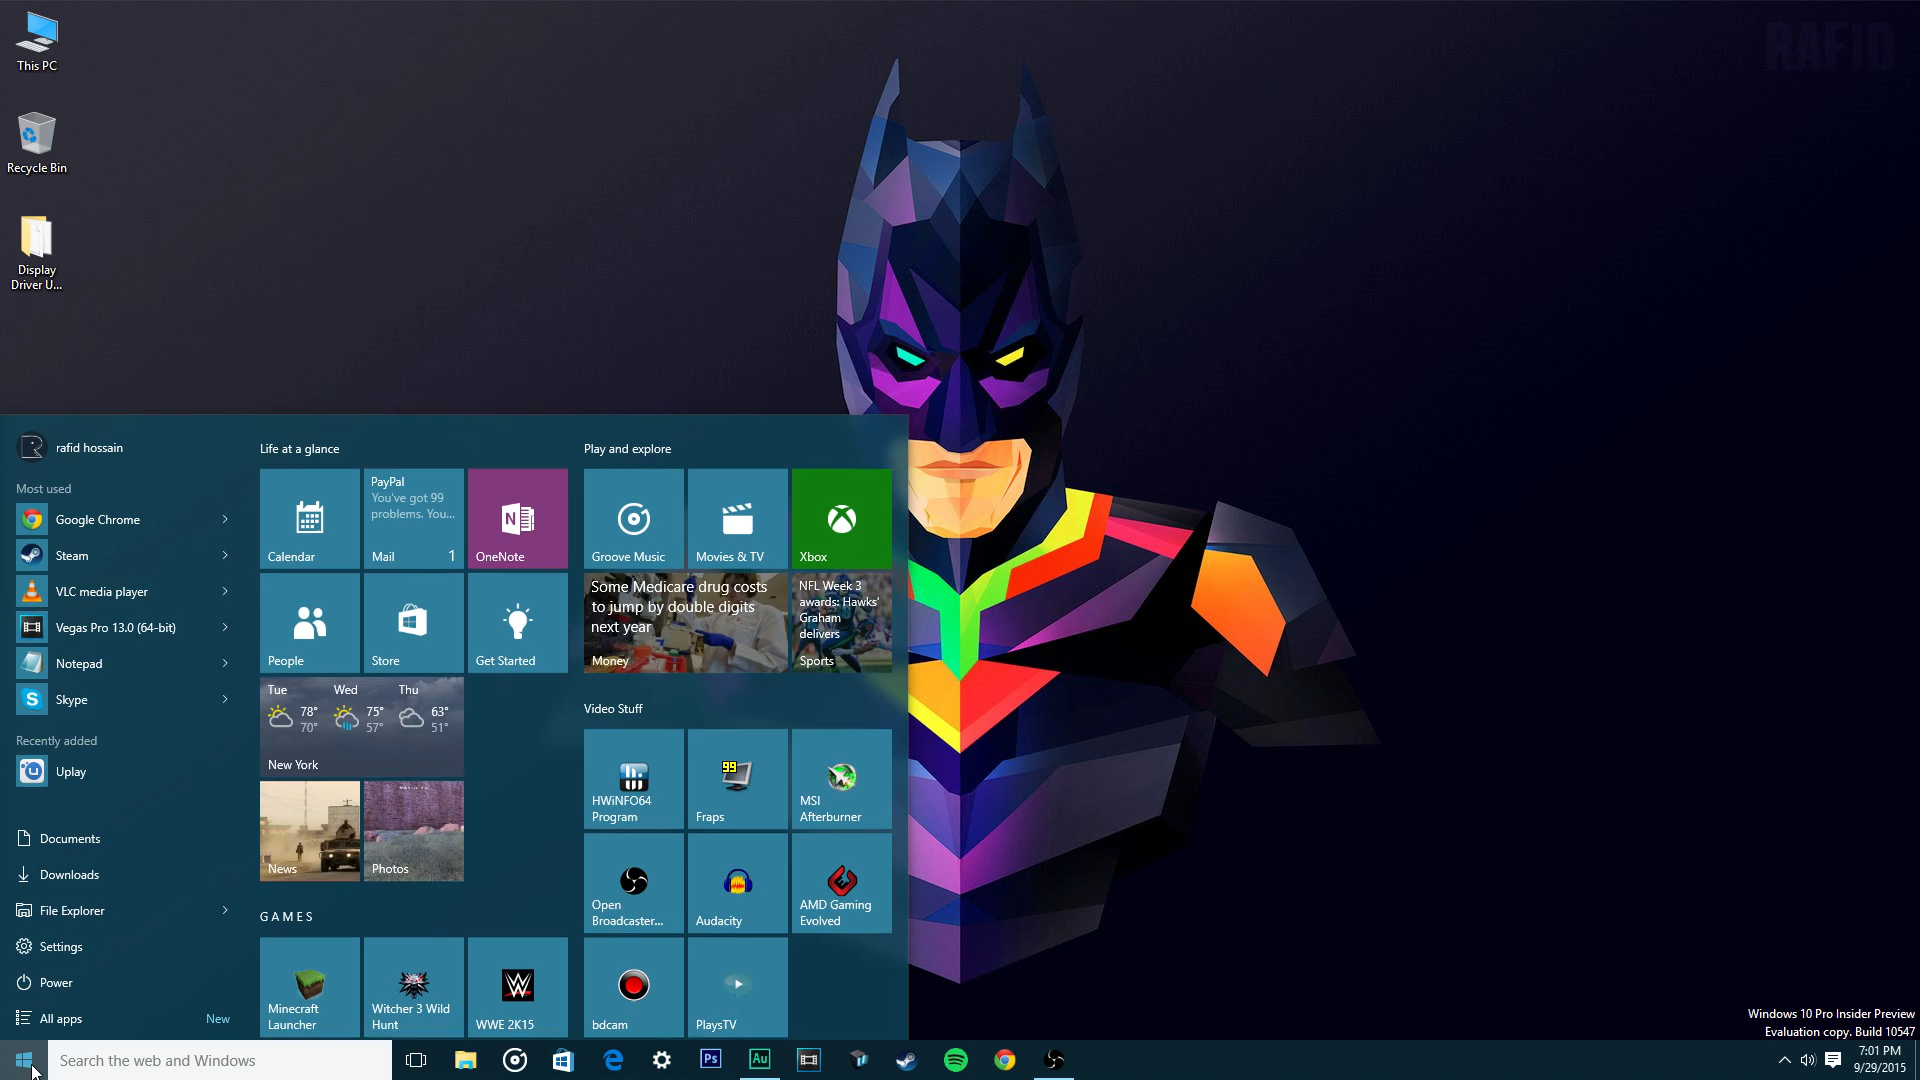 This PC
Recycle Bin
Display
Driver U...
RAFID
rafid hossain
Most used
Google Chrome
Steam
VLC media player
Vegas Pro 13.0 (64-bit)
Notepad
Skype
Recently added
Uplay
Documents
Downloads
File Explorer
Settings
Power
All apps
New
Life at a glance
Calendar
PayPal
You've got 99
problems. You...
Mail
1
N
OneNote
People
Store
Get Started
Tue
Wed
Thu
78°
75°
63°
70°
57°
51°
New York
News
Photos
GAMES
Minecraft
Launcher
Witcher 3 Wild
Hunt
WWE 2K15
Play and explore
Groove Music
Movies & TV
Xbox
Some Medicare drug costs
to jump by double digits
next year
Money
NFL Week 3
awards: Hawks'
Graham
delivers
Sports
Video Stuff
HWiNFO64
Program
99
Fraps
MSI
Afterburner
Open
Broadcaster...
Audacity
AMD Gaming
Evolved
bdcam
PlaysTV
Windows 10 Pro Insider Preview
Evaluation copy. Build 10547
Search the web and Windows
Ps
Au
7:01 PM
9/29/2015